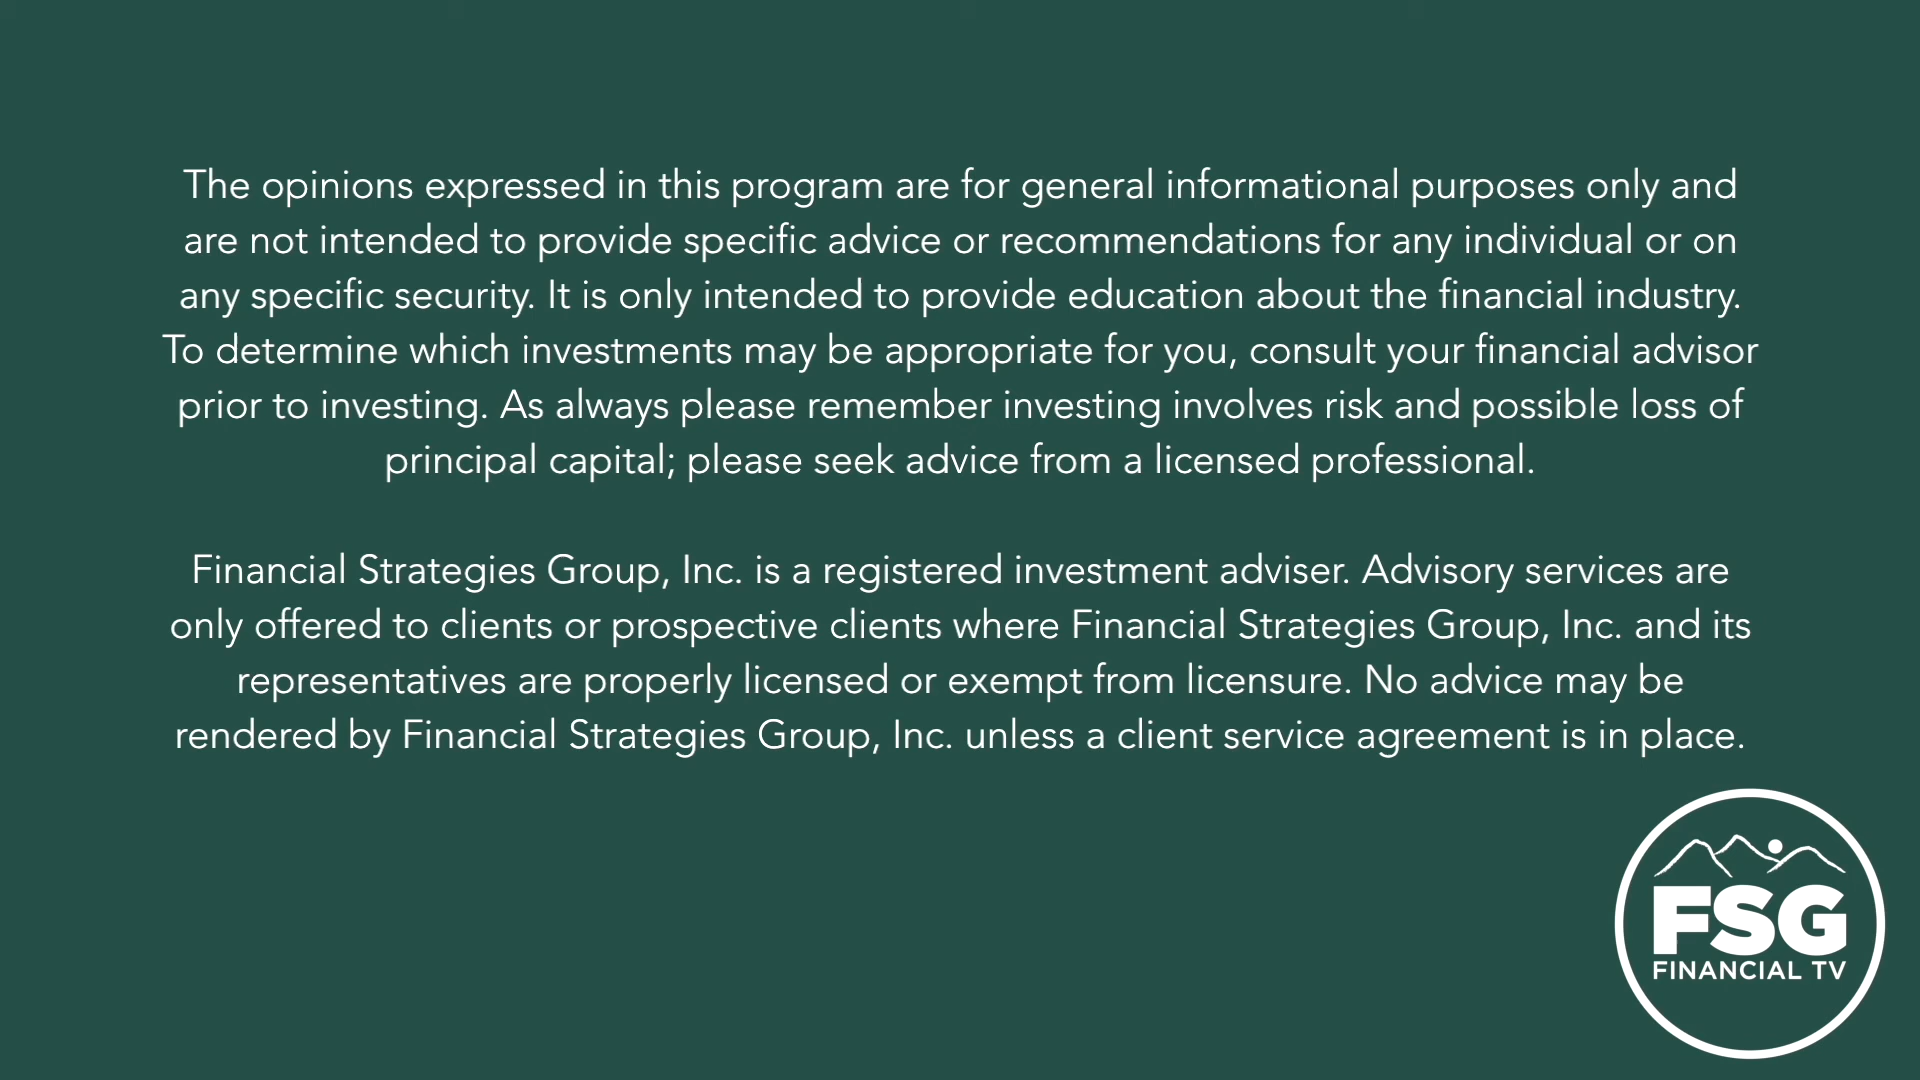 The opinions expressed in this program are for general informational purposes only and
are not intended to provide specific advice or recommendations for any individual or on
any specific security. It is only intended to provide education about the financial industry.
To determine which investments may be appropriate for you, consult your financial advisor
prior to investing. As always please remember investing involves risk and possible loss of
principal capital; please seek advice from a licensed professional.
Financial Strategies Group, Inc. is a registered investment adviser. Advisory services are
only offered to clients or prospective clients where Financial Strategies Group, Inc. and its
representatives are properly licensed or exempt from licensure. No advice may be
rendered by Financial Strategies Group, Inc. unless a client service agreement is in place.
FSG
FINANCIAL TV